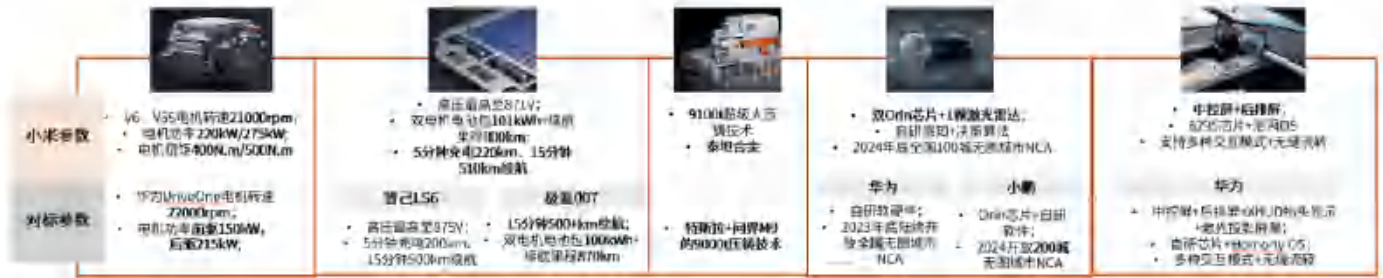 小米参数
V6、V6S电机转速21000rpm;
电机功率220kW/275kW;
电机扭矩400N.m/500N.m
高压最高至871V;
双电机电池包101kWh+续航
里程800km;
5分钟充电220km、15分钟
510km续航
9100t超级大压
铸技术
泰坦合金
双Orin芯片+1颗激光雷达;
自研感知+决策算法
2024年底全国100城无图城市NCA
中控屏+后排屏;
8295芯片+澎湃OS
支持多种交互模式+无缝流转
对标参数
华为DriveOne电机转速
22000rpm;
电机功率前驱150kW,
后驱215kW;
智己LS6
高压最高至875V;
5分钟充电200km,
15分钟500km续航
极氪007
15分钟500+km续航;
双电机电池包100kWh+
续航里程870km
特斯拉+问界M9
的9000t压铸技术
华为
自研软硬件;
2023年底陆续开
放全国无图城市
NCA
小鹏
Orin芯片+自研
软件;
2024开放200城
无图城市NCA
华为
中控屏+后排屏+AR-HUD抬头显示
自研芯片+Harmony OS;
多种交互模式+无缝流转